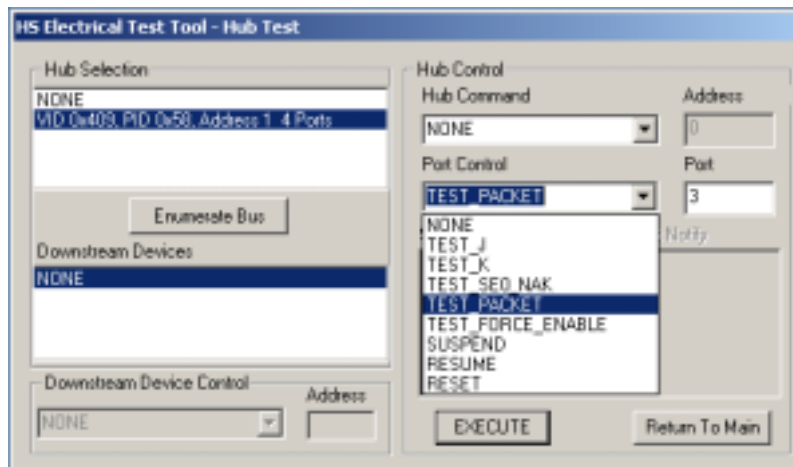 HS Electrical Test Tool - Hub Test
Hub Selection
NONE
VID 0x409, PID 0x58, Address 1 4 Ports
Enumerate Bus
Downstream Devices
NONE
Downstream Device Control
Address
NONE
Hub Control
Hub Command
Address
NONE
0
Port Control
Port
TEST_PACKET
3
NONE
TEST_J
TEST_K
TEST_SE0_NAK
TEST_PACKET
TEST_FORCE_ENABLE
SUSPEND
RESUME
RESET
Notify
EXECUTE
Return To Main